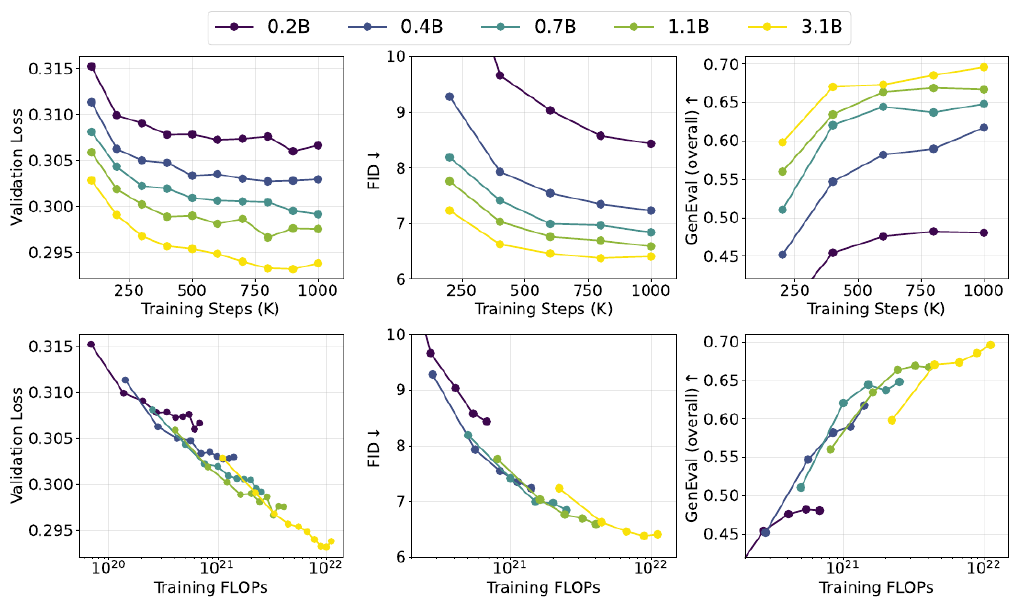 0.2B 0.4B 0.7B 1.1B 3.1B
Validation Loss
0.315
0.310
0.305
0.300
0.295
250 500 750 1000
Training Steps (K)
FID ↓
10
9
8
7
6
250 500 750 1000
Training Steps (K)
GenEval (overall) ↑
0.70
0.65
0.60
0.55
0.50
0.45
250 500 750 1000
Training Steps (K)
Validation Loss
0.315
0.310
0.305
0.300
0.295
10²⁰ 10²¹ 10²²
Training FLOPs
FID ↓
10
9
8
7
6
10²¹ 10²²
Training FLOPs
GenEval (overall) ↑
0.70
0.65
0.60
0.55
0.50
0.45
10²¹ 10²²
Training FLOPs